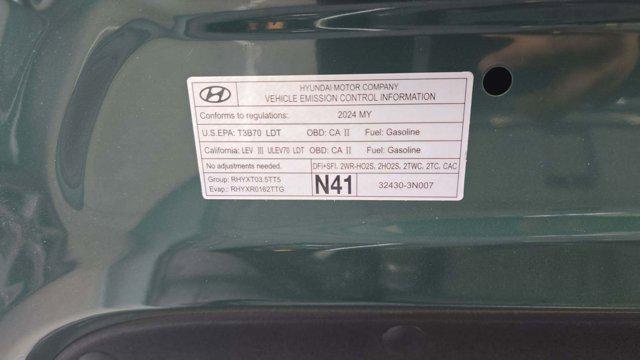 HYUNDAI MOTOR COMPANY
VEHICLE EMISSION CONTROL INFORMATION
Conforms to regulations: 2024 MY
U.S.EPA: T3B70 LDT OBD: CA II Fuel: Gasoline
California: LEV III ULEV70 LDT OBD: CA II Fuel: Gasoline
No adjustments needed. DFI+SFI, 2WR-HO2S, 2HO2S, 2TWC, 2TC, CAC
Group: RHYXT03.5TT5
Evap.: RHYXR0162TTG
N41 32430-3N007